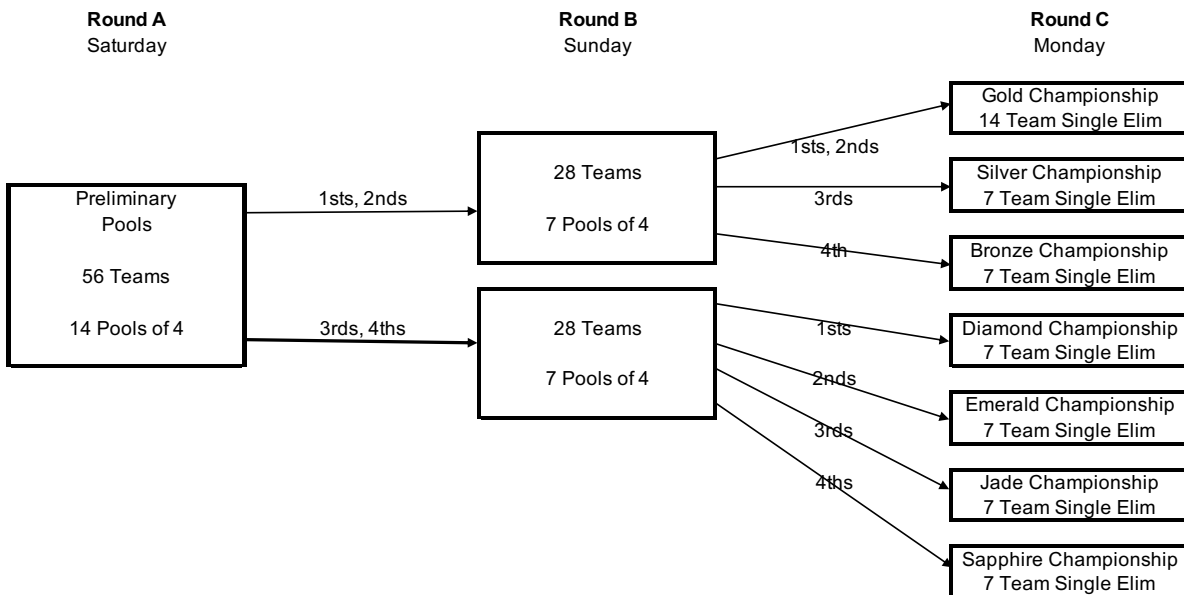 Round A
Saturday
Round B
Sunday
Round C
Monday
Preliminary
Pools
56 Teams
14 Pools of 4
1sts, 2nds
3rds, 4ths
28 Teams
7 Pools of 4
28 Teams
7 Pools of 4
1sts, 2nds
3rds
4th
1sts
2nds
3rds
4ths
Gold Championship
14 Team Single Elim
Silver Championship
7 Team Single Elim
Bronze Championship
7 Team Single Elim
Diamond Championship
7 Team Single Elim
Emerald Championship
7 Team Single Elim
Jade Championship
7 Team Single Elim
Sapphire Championship
7 Team Single Elim